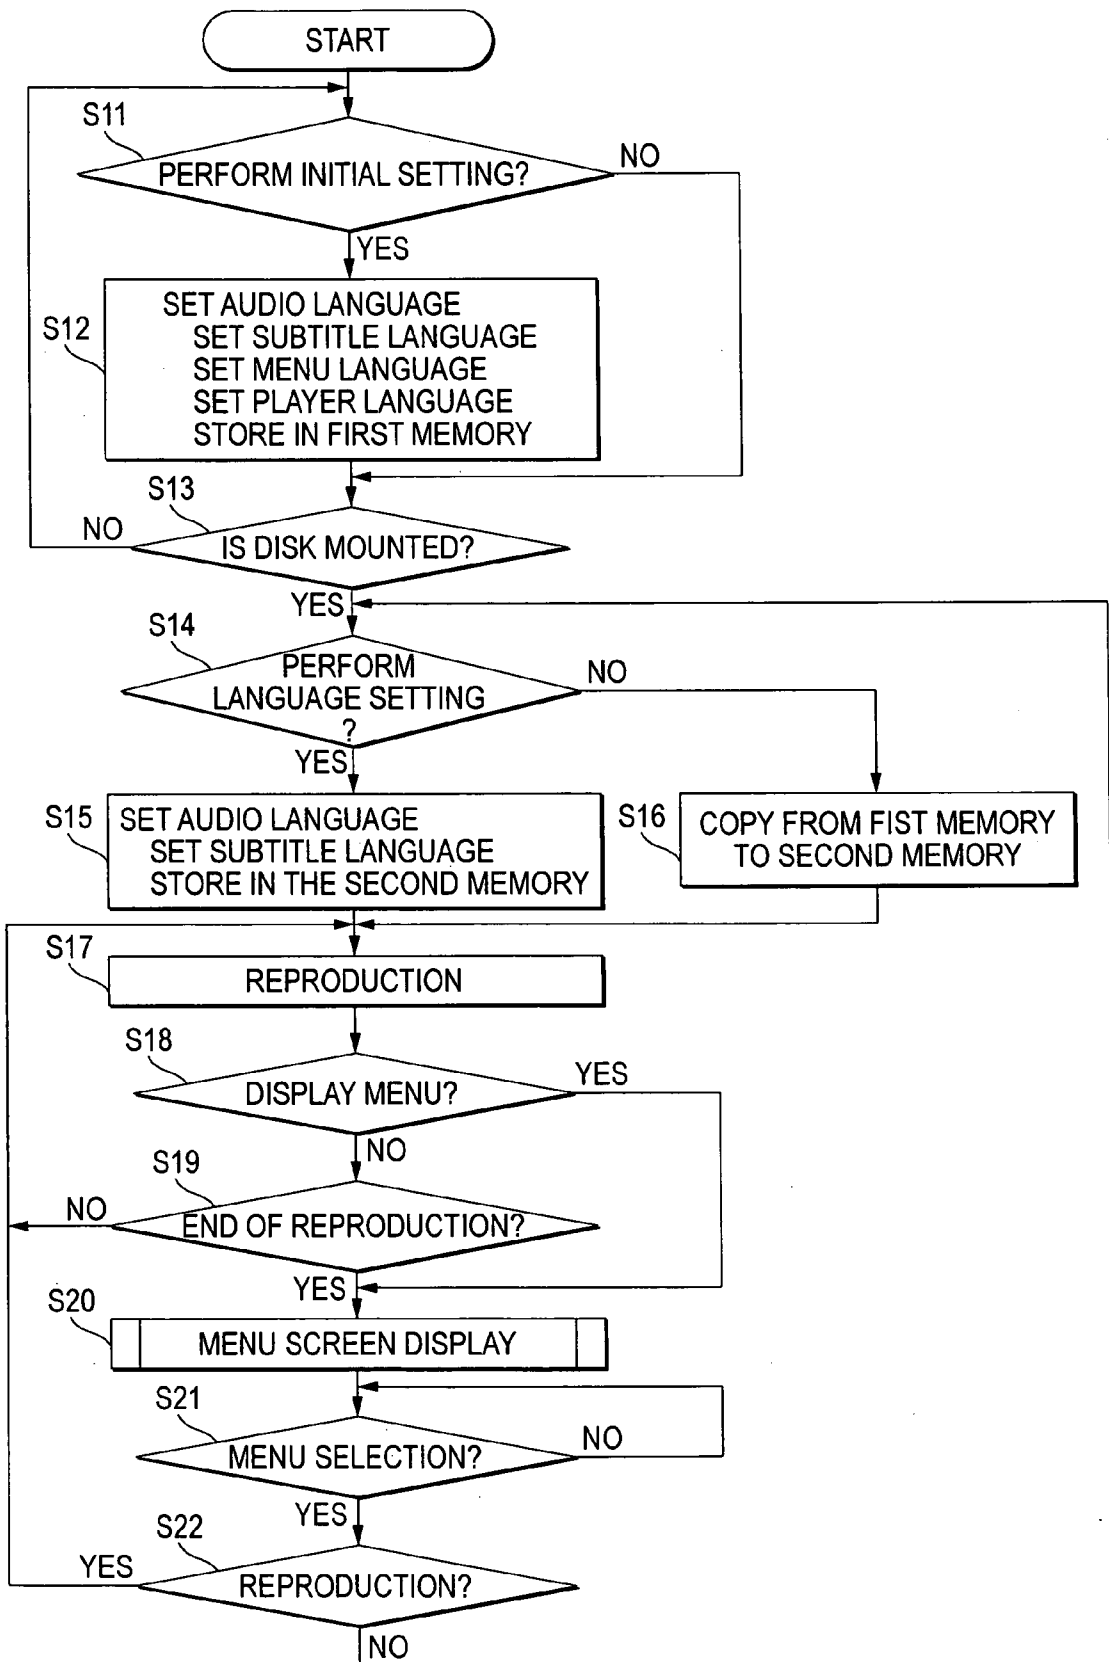 START
S11
PERFORM INITIAL SETTING?
NO
YES
S12
SET AUDIO LANGUAGE
SET SUBTITLE LANGUAGE
SET MENU LANGUAGE
SET PLAYER LANGUAGE
STORE IN FIRST MEMORY
S13
NO
IS DISK MOUNTED?
YES
S14
PERFORM
LANGUAGE SETTING
?
NO
YES
S15
SET AUDIO LANGUAGE
SET SUBTITLE LANGUAGE
STORE IN THE SECOND MEMORY
S16
COPY FROM FIST MEMORY
TO SECOND MEMORY
S17
REPRODUCTION
S18
DISPLAY MENU?
YES
NO
S19
NO
END OF REPRODUCTION?
YES
S20
MENU SCREEN DISPLAY
S21
MENU SELECTION?
NO
YES
S22
YES
REPRODUCTION?
NO